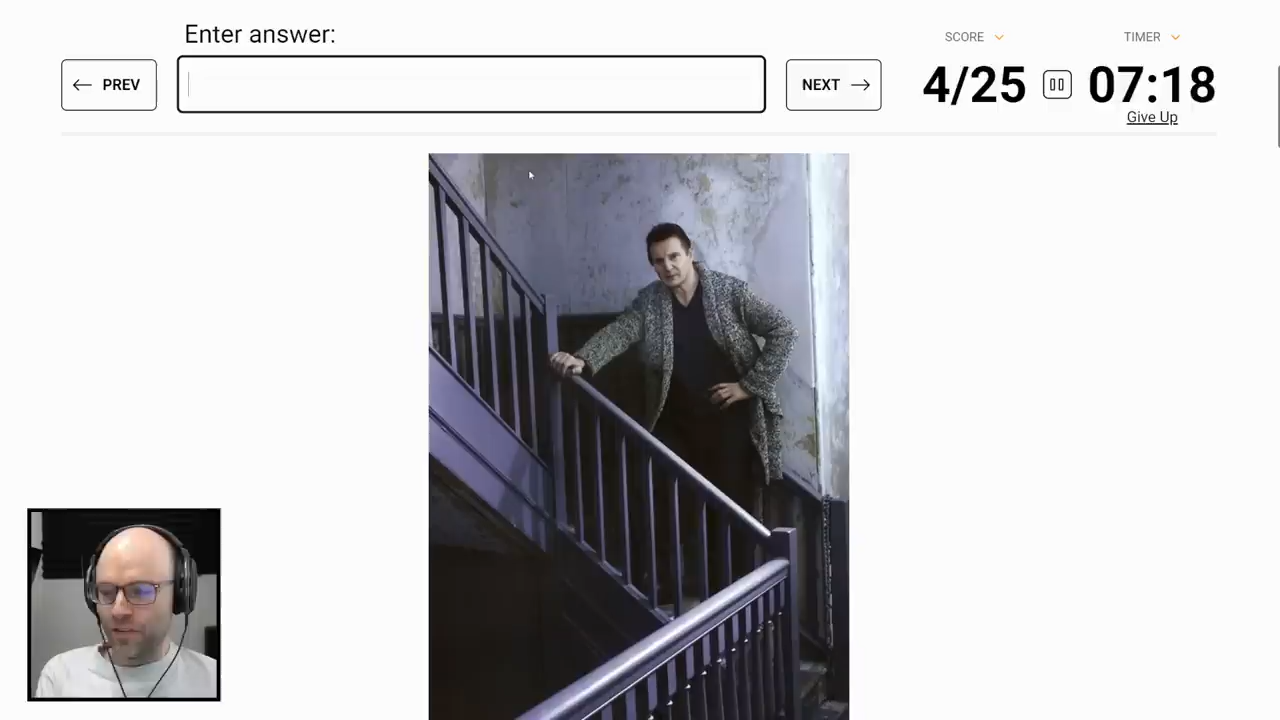 Enter answer:
SCORE
TIMER
PREV
NEXT
4/25
07:18
Give Up